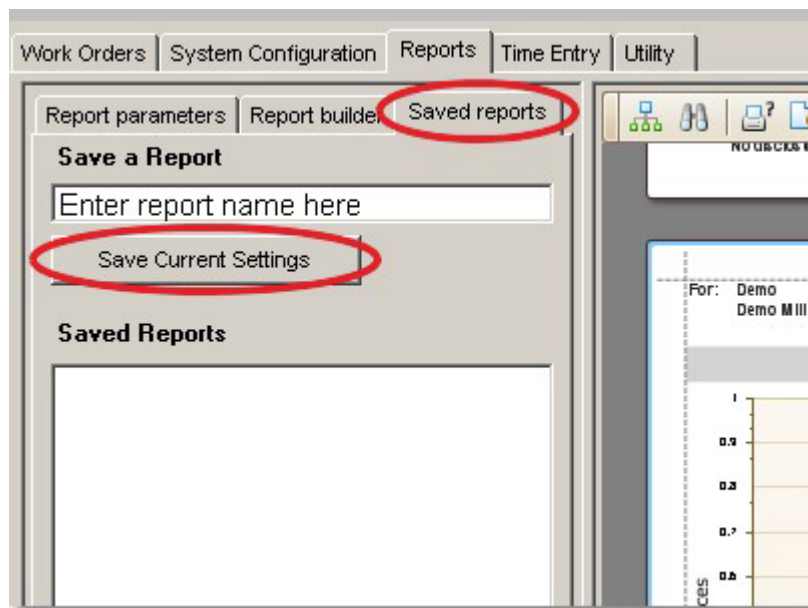 Work Orders System Configuration Reports Time Entry Utility
Report parameters Report builder Saved reports
Save a Report
Enter report name here
Save Current Settings
Saved Reports
For: Demo
Demo Mill
1
0.9
0.8
0.7
0.6